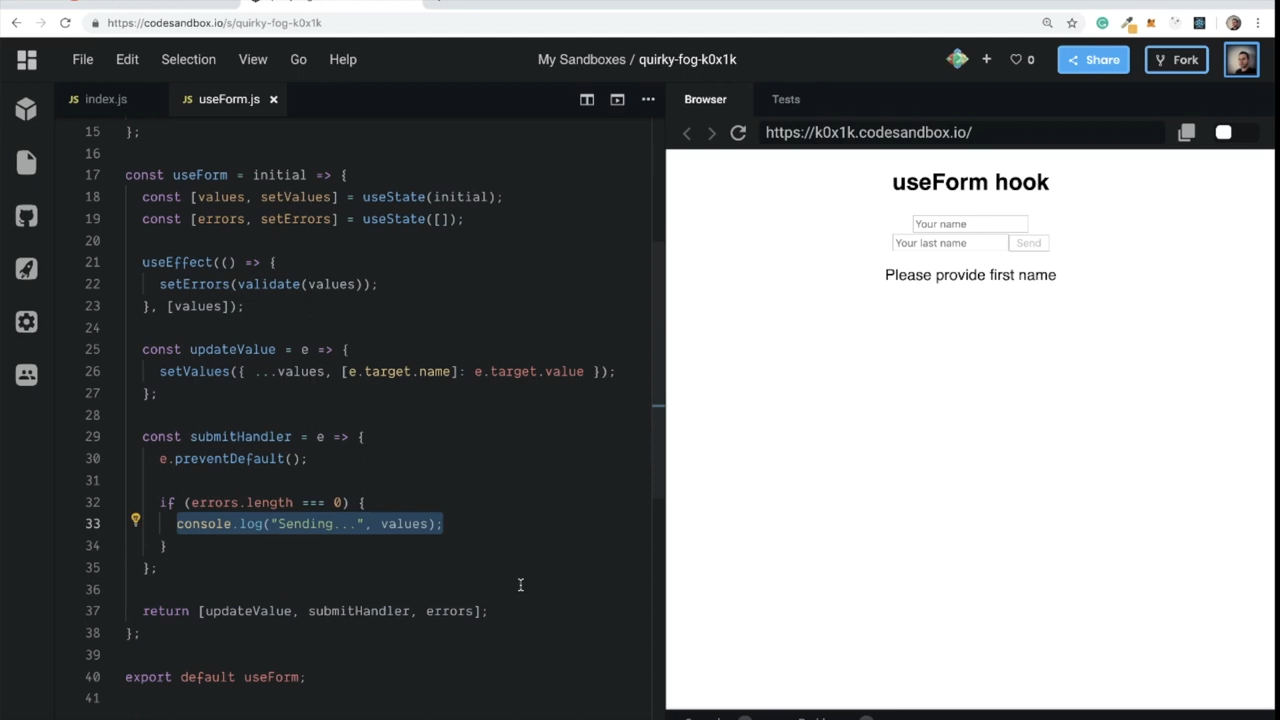 https://codesandbox.io/s/quirky-fog-k0x1k
File Edit Selection View Go Help
My Sandboxes / quirky-fog-k0x1k
0
Share
Fork
JS index.js
JS useForm.js
Browser
Tests
https://k0x1k.codesandbox.io/
15 };
16
17 const useForm = initial => {
18 const [values, setValues] = useState(initial);
19 const [errors, setErrors] = useState([]);
20
21 useEffect(() => {
22 setErrors(validate(values));
23 }, [values]);
24
25 const updateValue = e => {
26 setValues({ ...values, [e.target.name]: e.target.value });
27 };
28
29 const submitHandler = e => {
30 e.preventDefault();
31
32 if (errors.length === 0) {
33 console.log("Sending...", values);
34 }
35 };
36
37 return [updateValue, submitHandler, errors];
38 };
39
40 export default useForm;
41
useForm hook
Your name
Your last name
Send
Please provide first name